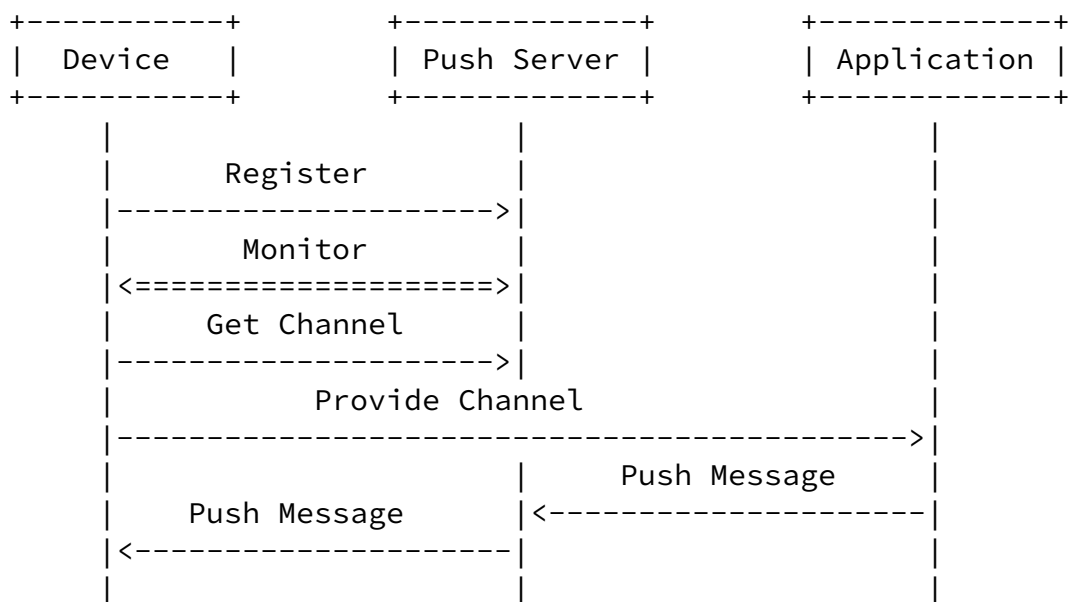 Device Push Server Application
Register
Monitor
Get Channel
Provide Channel
Push Message
Push Message